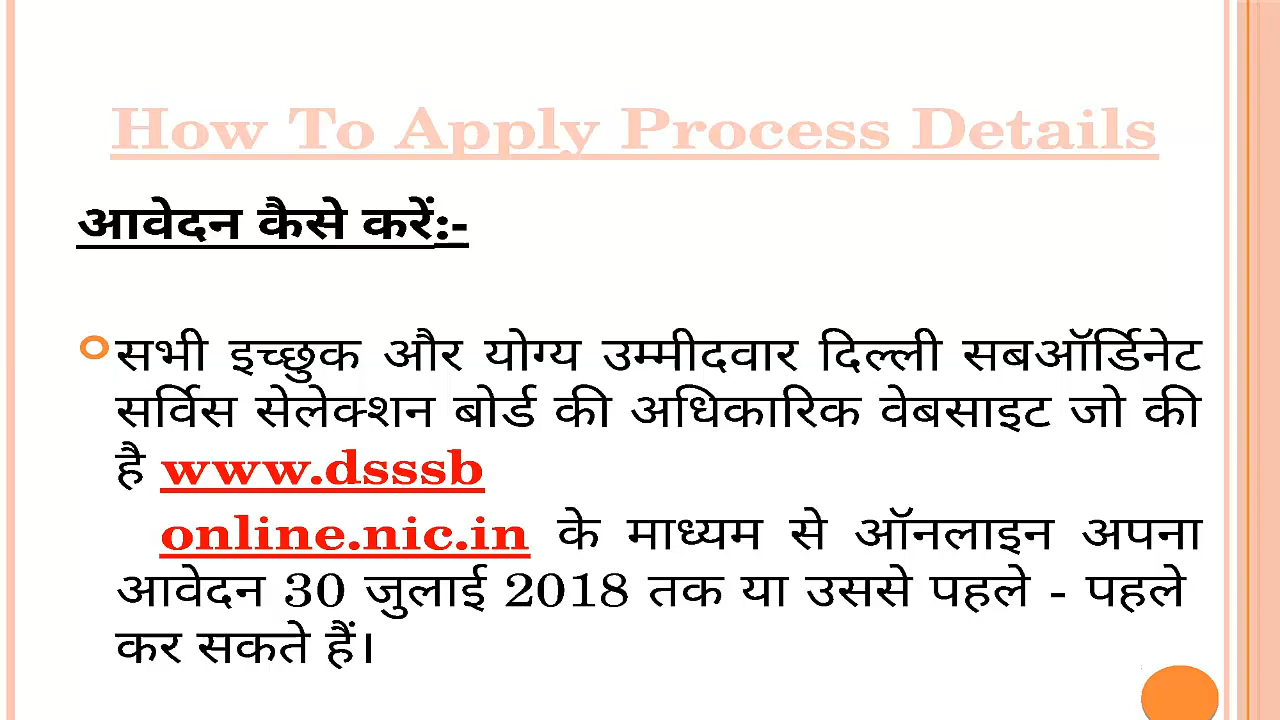 How To Apply Process Details
आवेदन कैसे करें:-
सभी इच्छुक और योग्य उम्मीदवार दिल्ली सबऑर्डिनेट
सर्विस सेलेक्शन बोर्ड की अधिकारिक वेबसाइट जो की
है www.dsssb
online.nic.in के माध्यम से ऑनलाइन अपना
आवेदन 30 जुलाई 2018 तक या उससे पहले - पहले
कर सकते हैं।